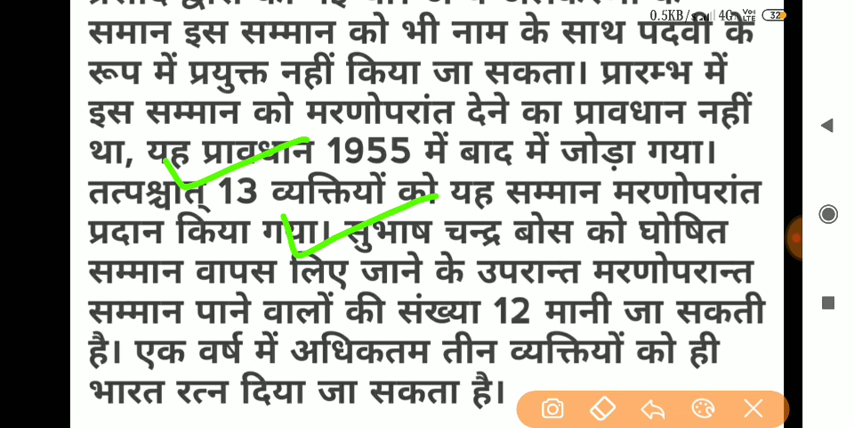 0.5KB/s 4G VoLTE 32
समान इस सम्मान को भी नाम के साथ पदवी के
रूप में प्रयुक्त नहीं किया जा सकता। प्रारम्भ में
इस सम्मान को मरणोपरांत देने का प्रावधान नहीं
था, यह प्रावधान 1955 में बाद में जोड़ा गया।
तत्पश्चात् 13 व्यक्तियों को यह सम्मान मरणोपरांत
प्रदान किया गया। सुभाष चन्द्र बोस को घोषित
सम्मान वापस लिए जाने के उपरान्त मरणोपरान्त
सम्मान पाने वालों की संख्या 12 मानी जा सकती
है। एक वर्ष में अधिकतम तीन व्यक्तियों को ही
भारत रत्न दिया जा सकता है।